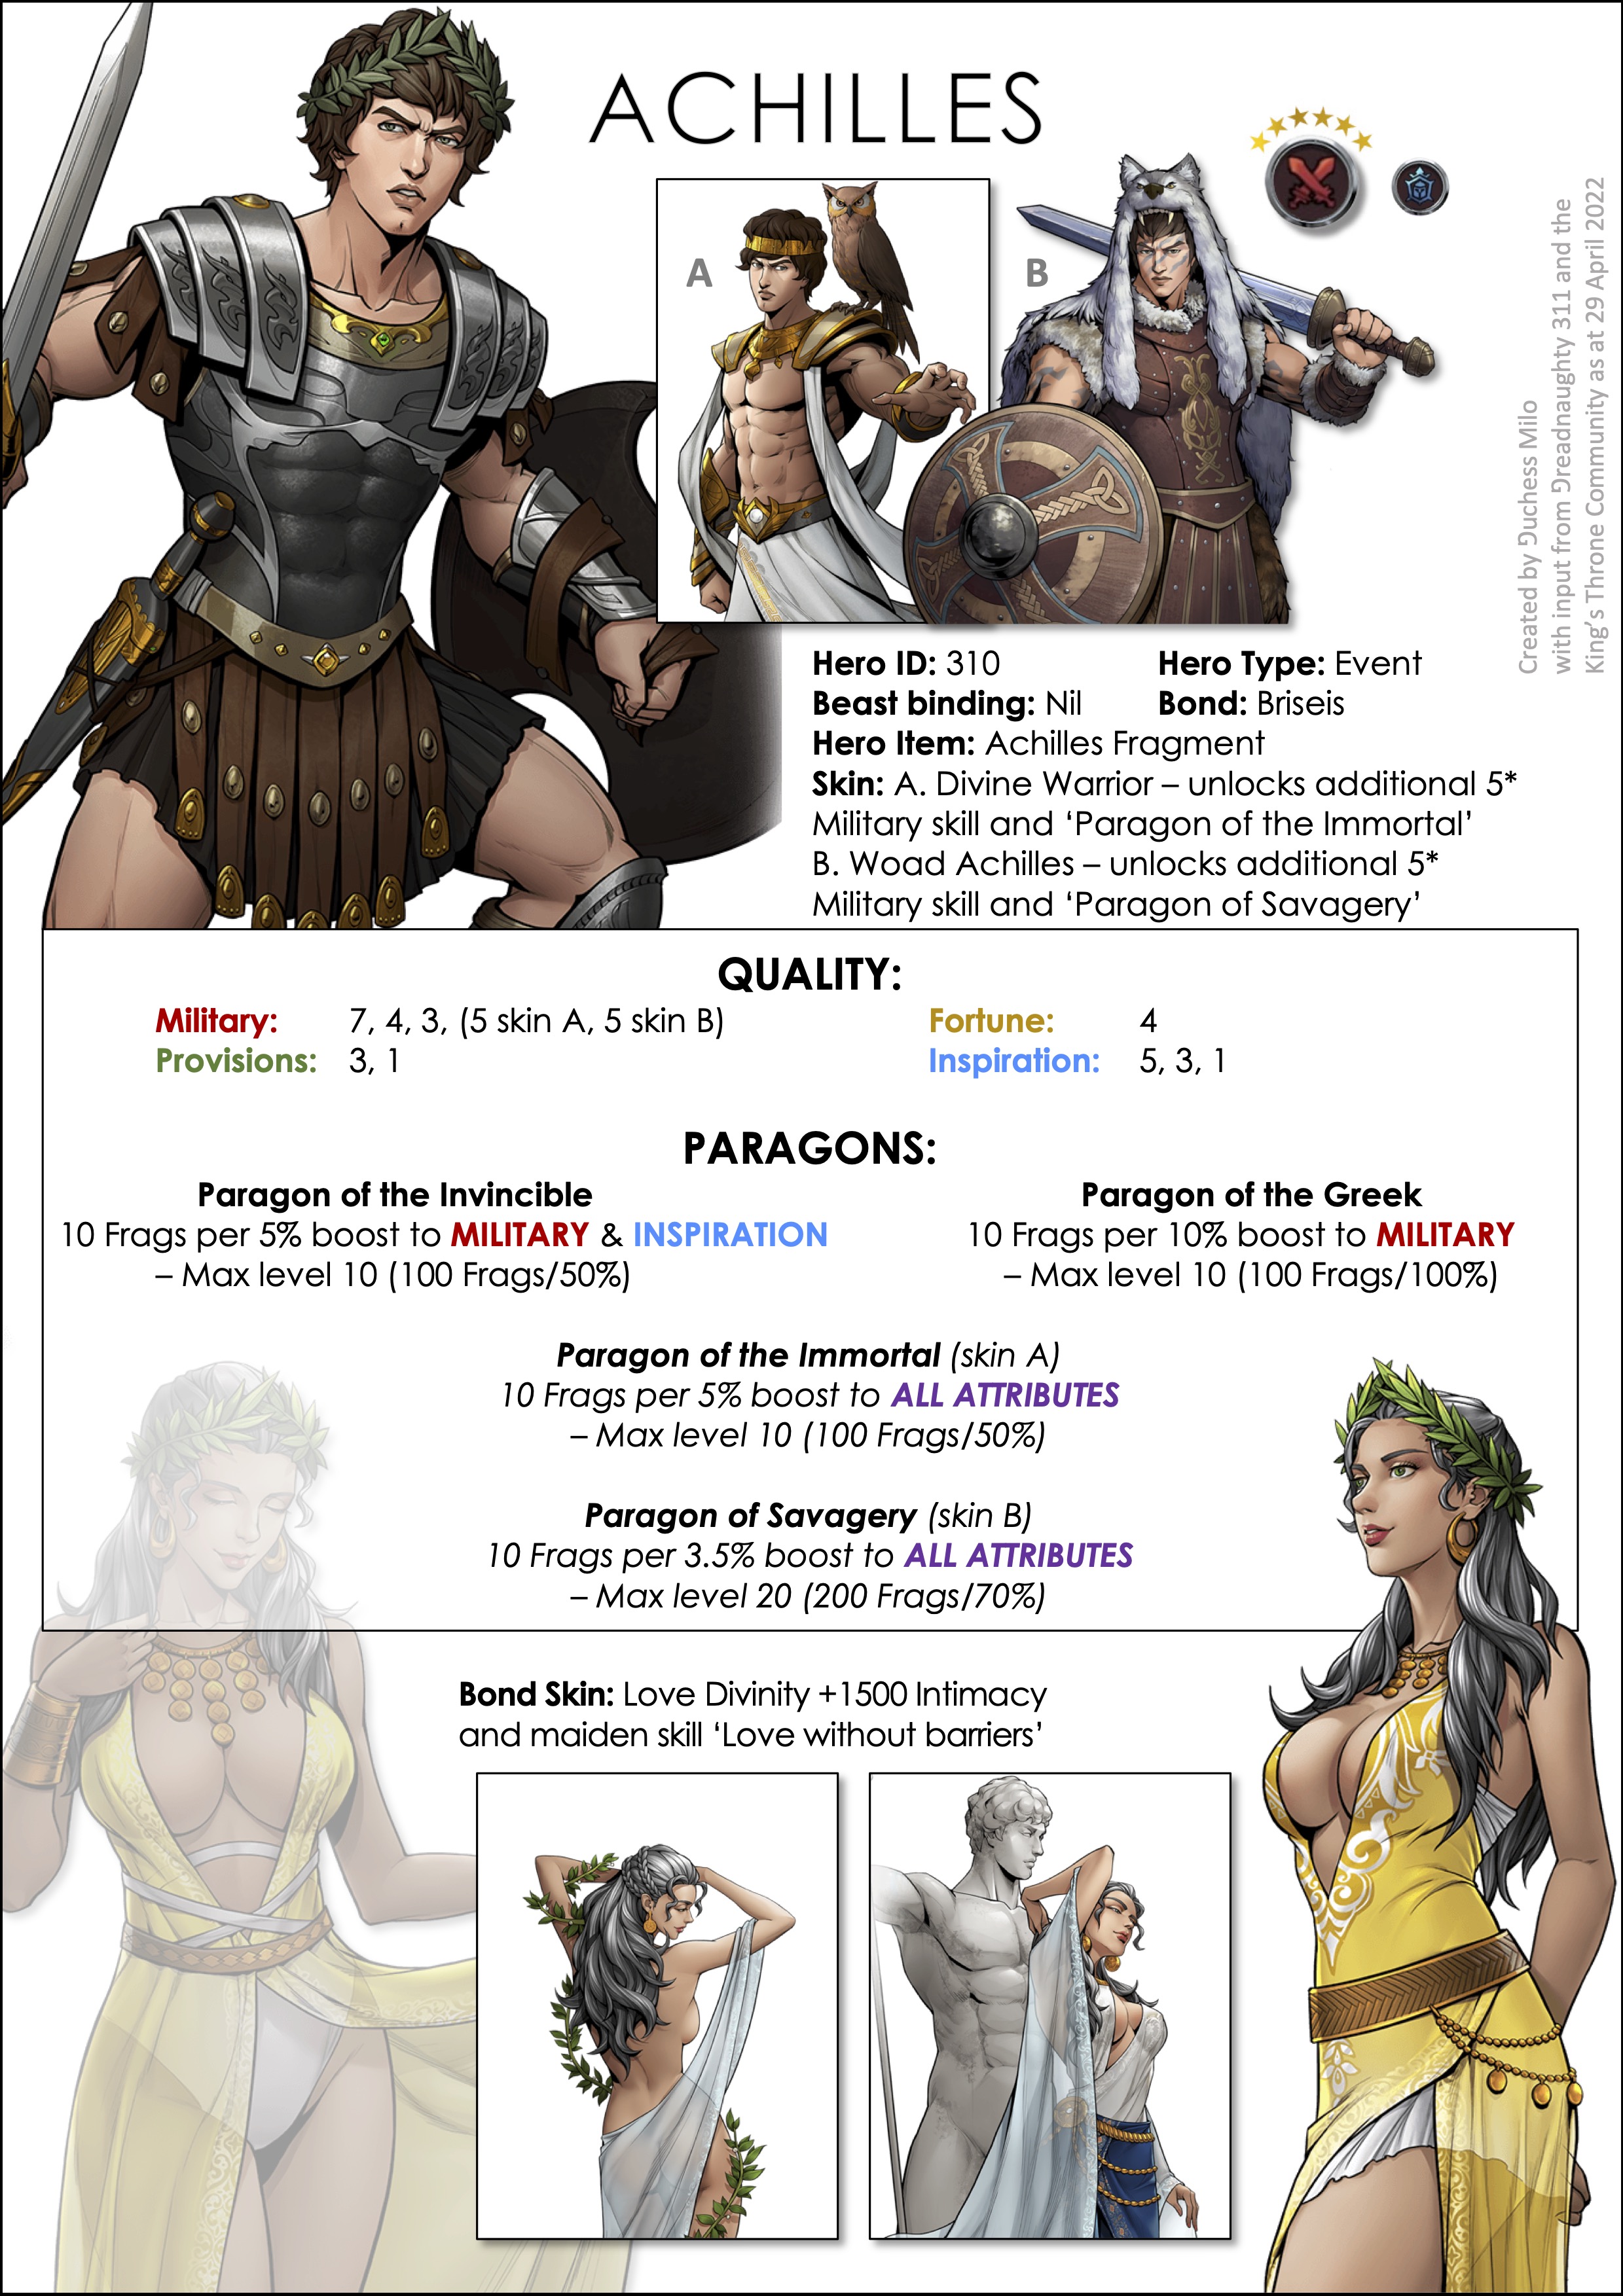 ACHILLES
A
B
Created by Duchess Milo
with input from Dreadnaughty 311 and the
King's Throne Community as at 29 April 2022
Hero ID: 310 Hero Type: Event
Beast binding: Nil Bond: Briseis
Hero Item: Achilles Fragment
Skin: A. Divine Warrior – unlocks additional 5*
Military skill and ‘Paragon of the Immortal’
B. Woad Achilles – unlocks additional 5*
Military skill and ‘Paragon of Savagery’
QUALITY:
Military: 7, 4, 3, (5 skin A, 5 skin B) Fortune: 4
Provisions: 3, 1 Inspiration: 5, 3, 1
PARAGONS:
Paragon of the Invincible
10 Frags per 5% boost to MILITARY & INSPIRATION
– Max level 10 (100 Frags/50%)
Paragon of the Greek
10 Frags per 10% boost to MILITARY
– Max level 10 (100 Frags/100%)
Paragon of the Immortal (skin A)
10 Frags per 5% boost to ALL ATTRIBUTES
– Max level 10 (100 Frags/50%)
Paragon of Savagery (skin B)
10 Frags per 3.5% boost to ALL ATTRIBUTES
– Max level 20 (200 Frags/70%)
Bond Skin: Love Divinity +1500 Intimacy
and maiden skill ‘Love without barriers’